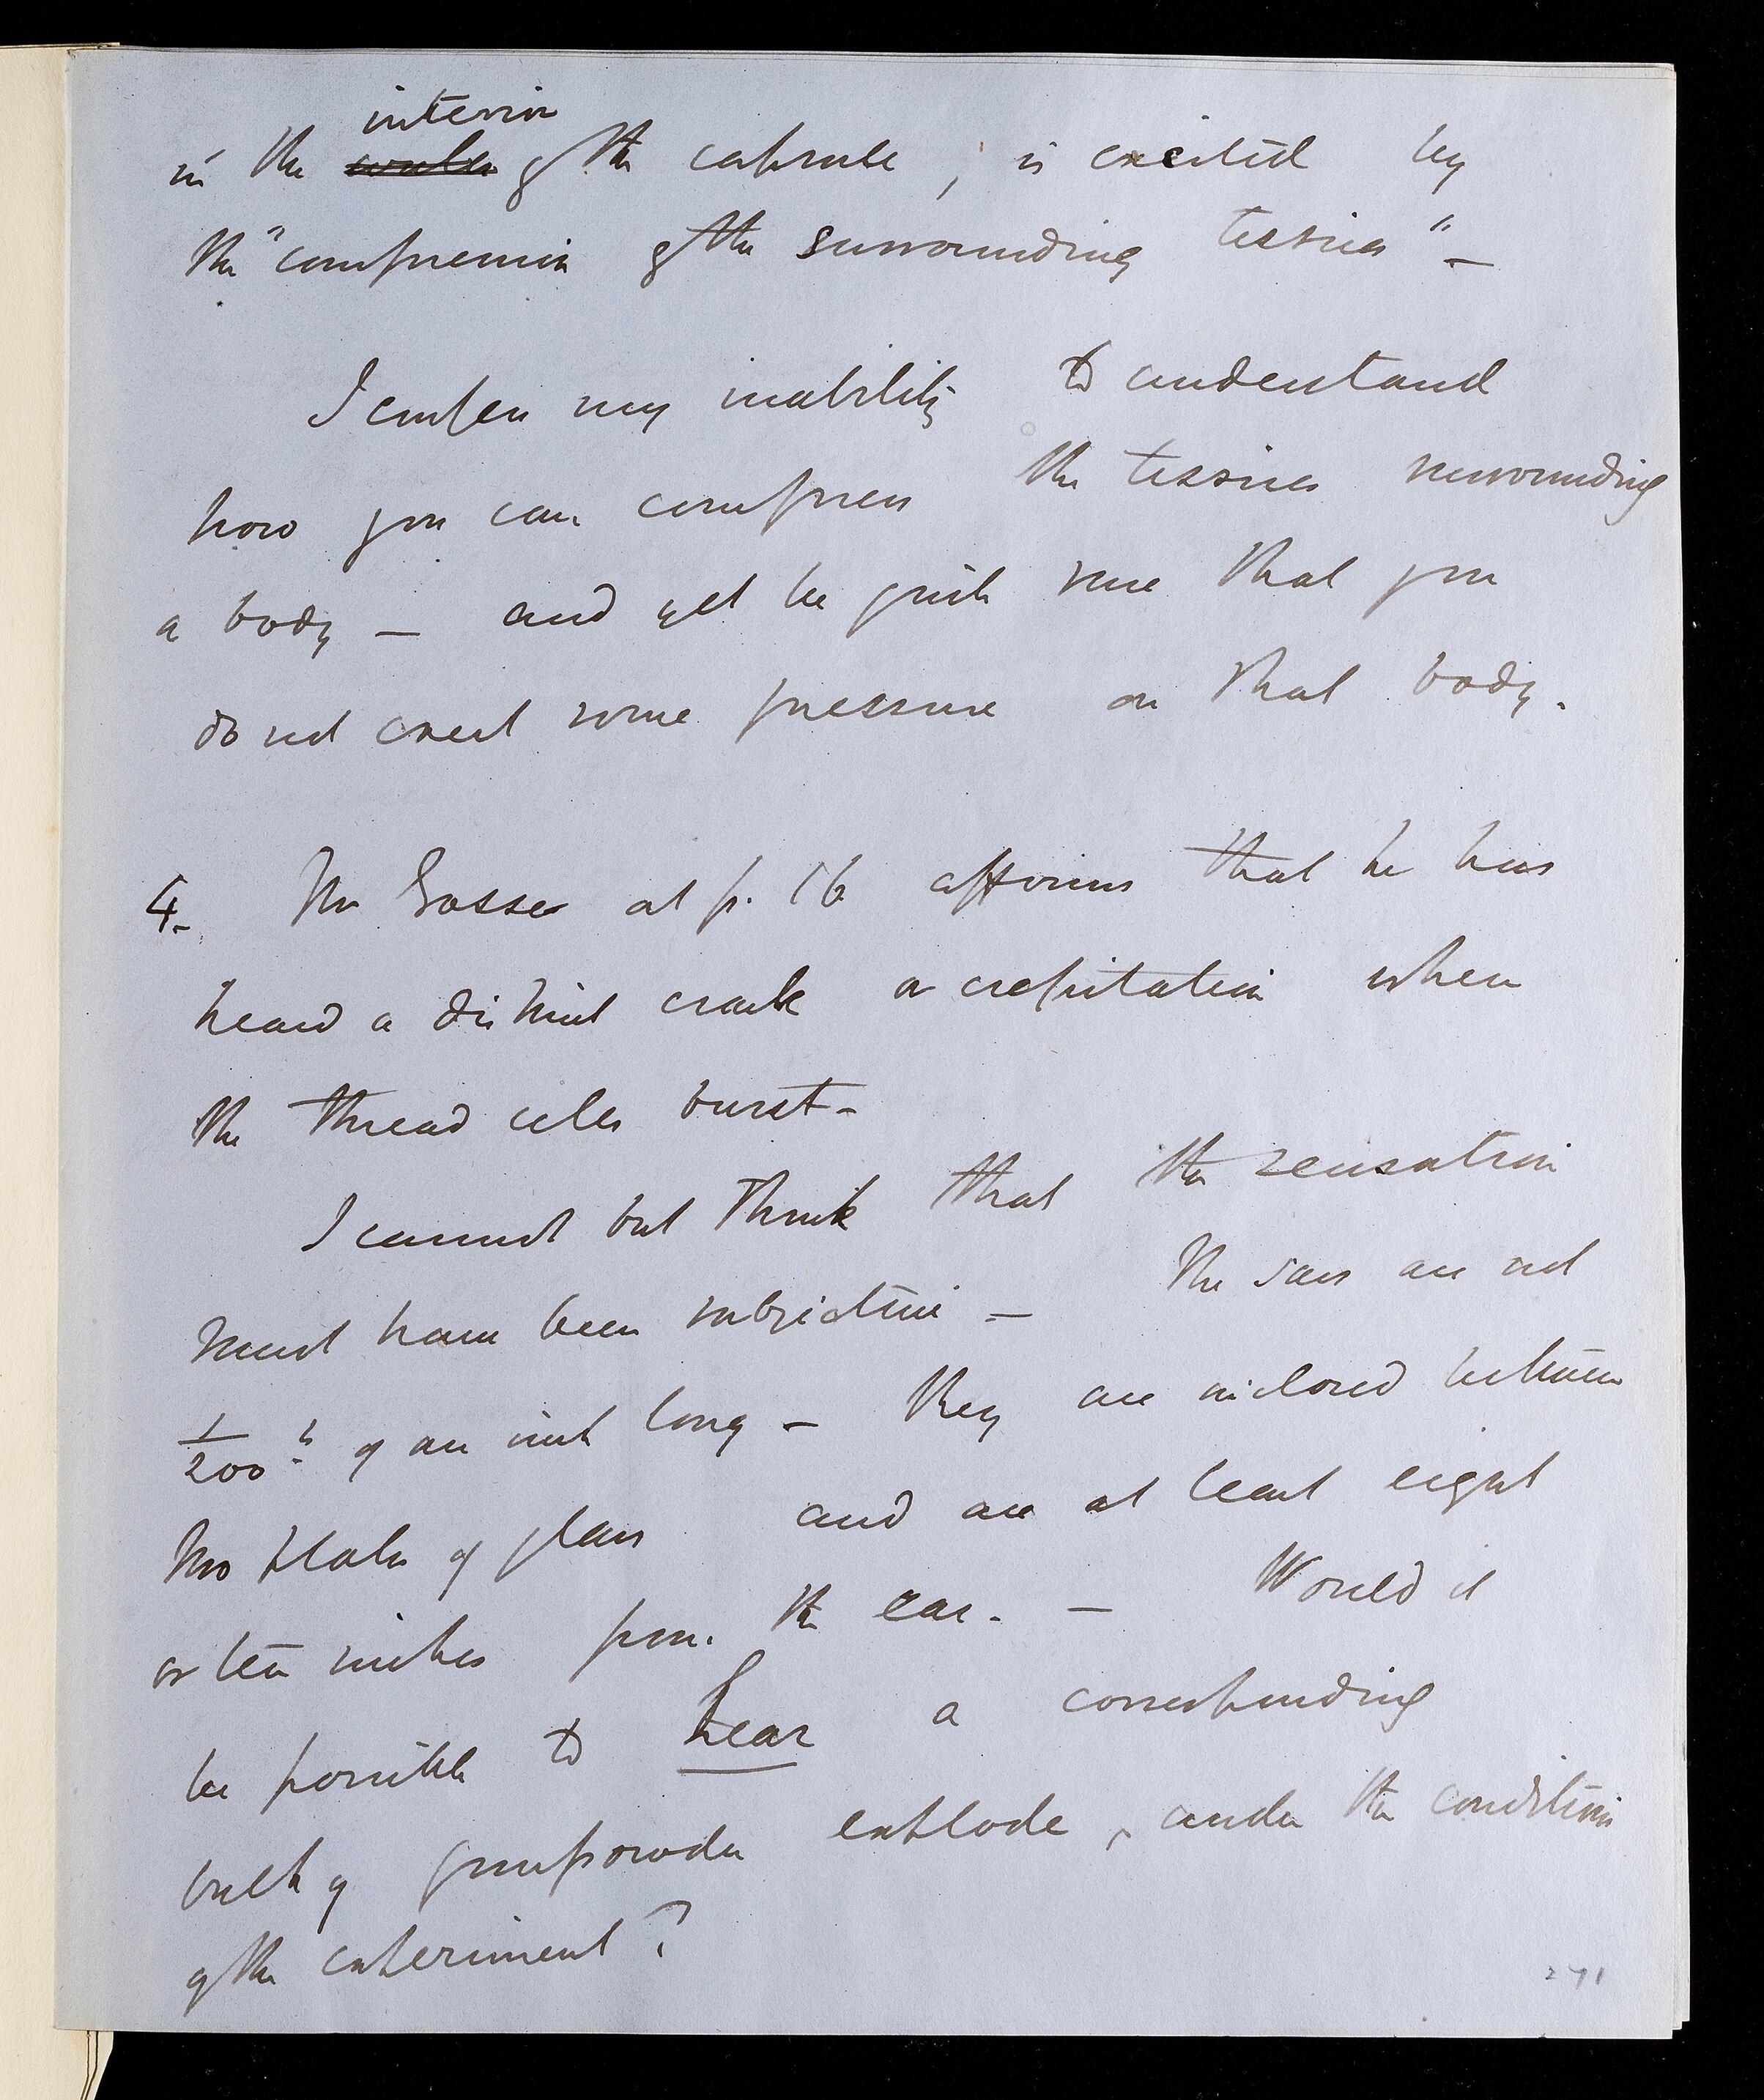 interior
in the walls of the capsule, is excited by
the "compression of the surrounding tissues" —
I confess my inability to understand
how you can compress the tissues surrounding
a body — and yet be quite sure that you
do not exert some pressure on that body.
4. Mr Gosse at p. 16 affirms that he has
heard a distinct crack or crepitation when
the thread cells burst —
I cannot but think that the sensation
must have been subjective — The sacs are not
1/200th of an inch long — They are inclosed between
two plates of glass and are at least eight
or ten inches from the ear. — Would it
be possible to hear a corresponding
bulk of gunpowder explode, under the conditions
of the experiment?
271